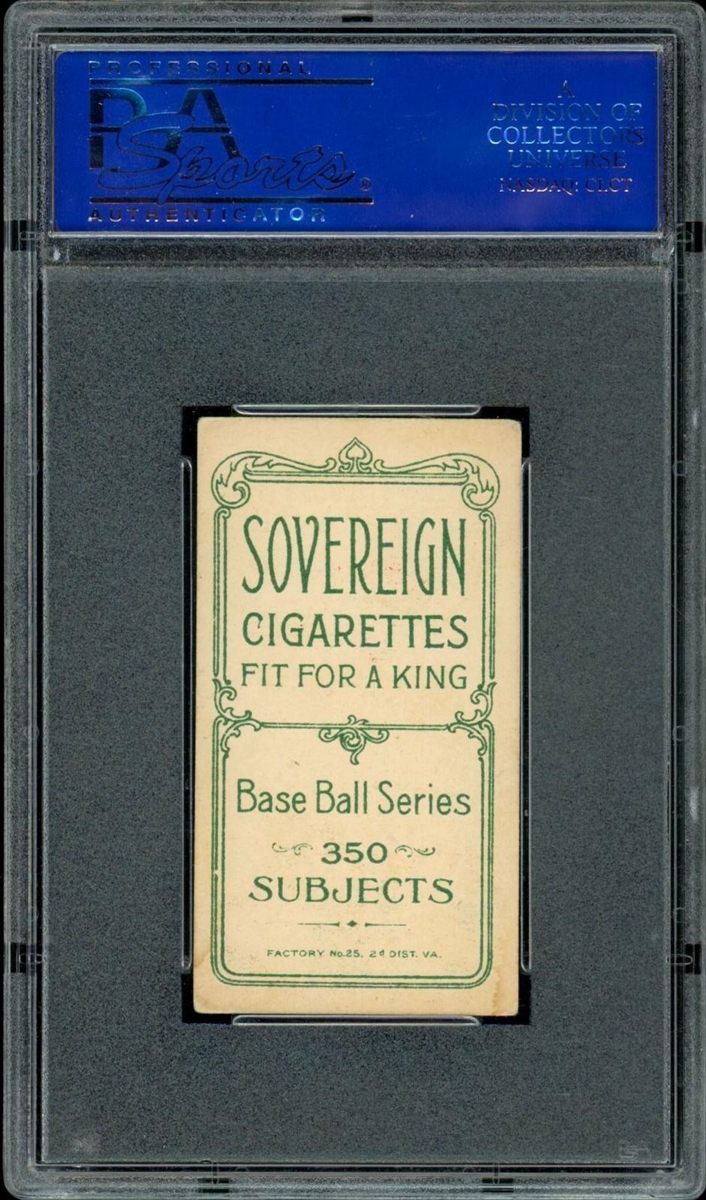 PROFESSIONAL
PSA
Sports®
AUTHENTICATOR
A
DIVISION OF
COLLECTORS
UNIVERSE
NASDAQ: CLCT
SOVEREIGN
CIGARETTES
FIT FOR A KING
Base Ball Series
350
SUBJECTS
FACTORY No.25, 2d DIST. VA.